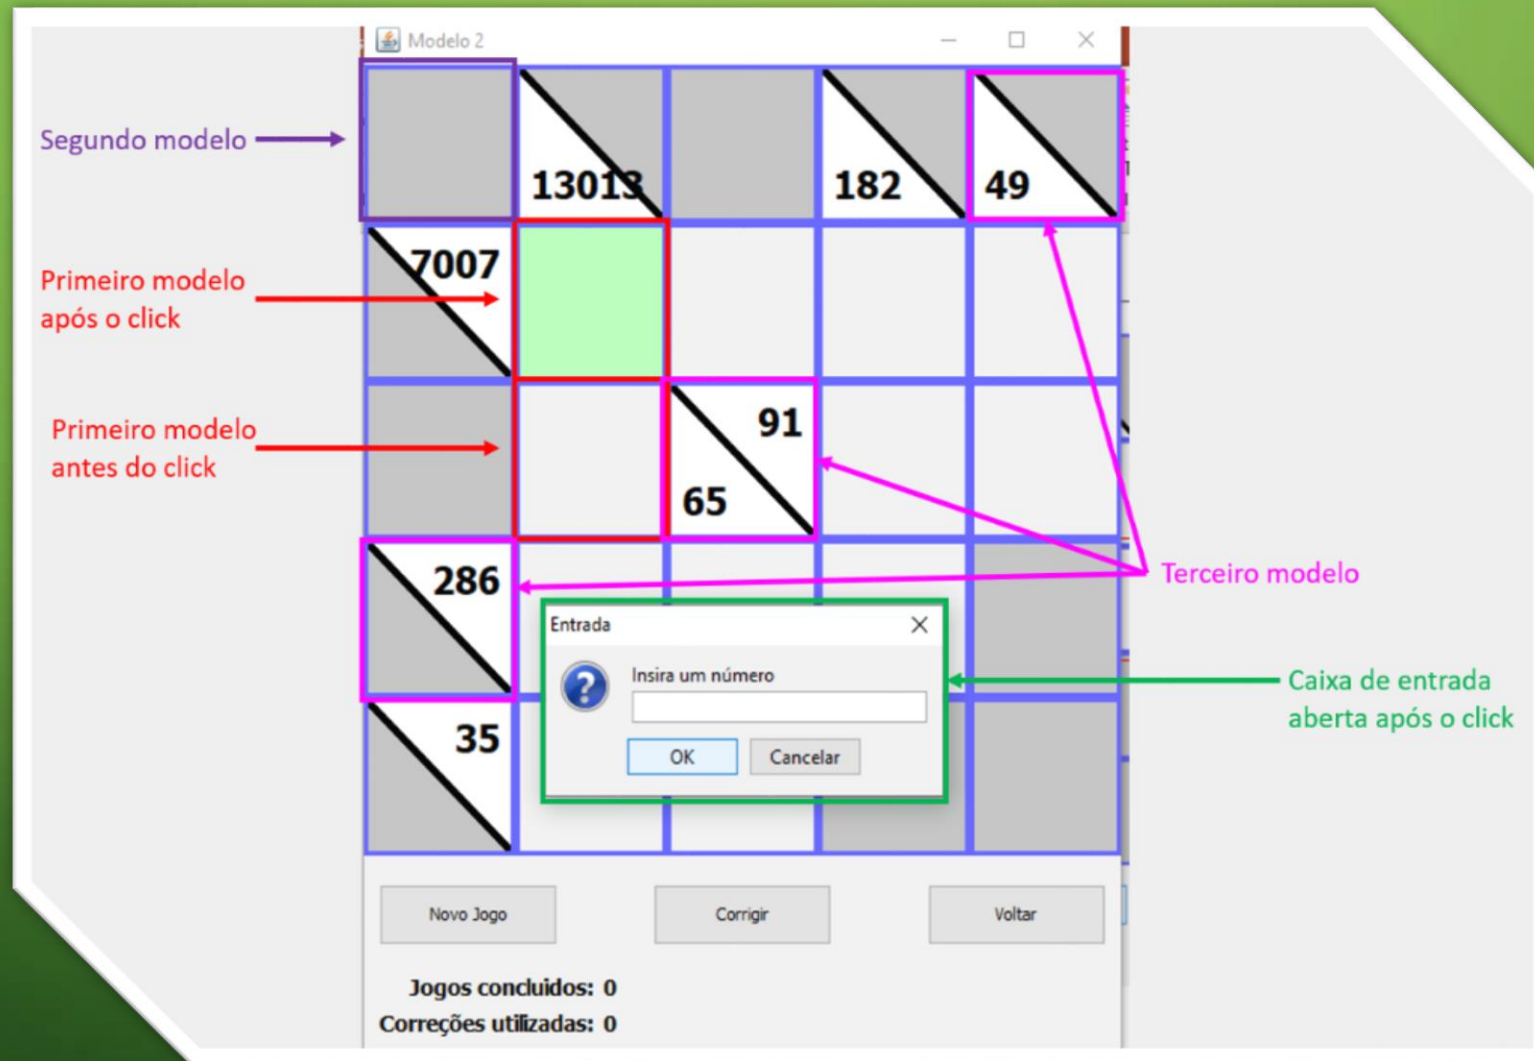 Modelo 2
Segundo modelo
13013
182
49
Primeiro modelo
após o click
7007
Primeiro modelo
antes do click
91
65
286
Terceiro modelo
Entrada
Insira um número
OK
Cancelar
Caixa de entrada
aberta após o click
35
Novo Jogo
Corrigir
Voltar
Jogos concluidos: 0
Correções utilizadas: 0